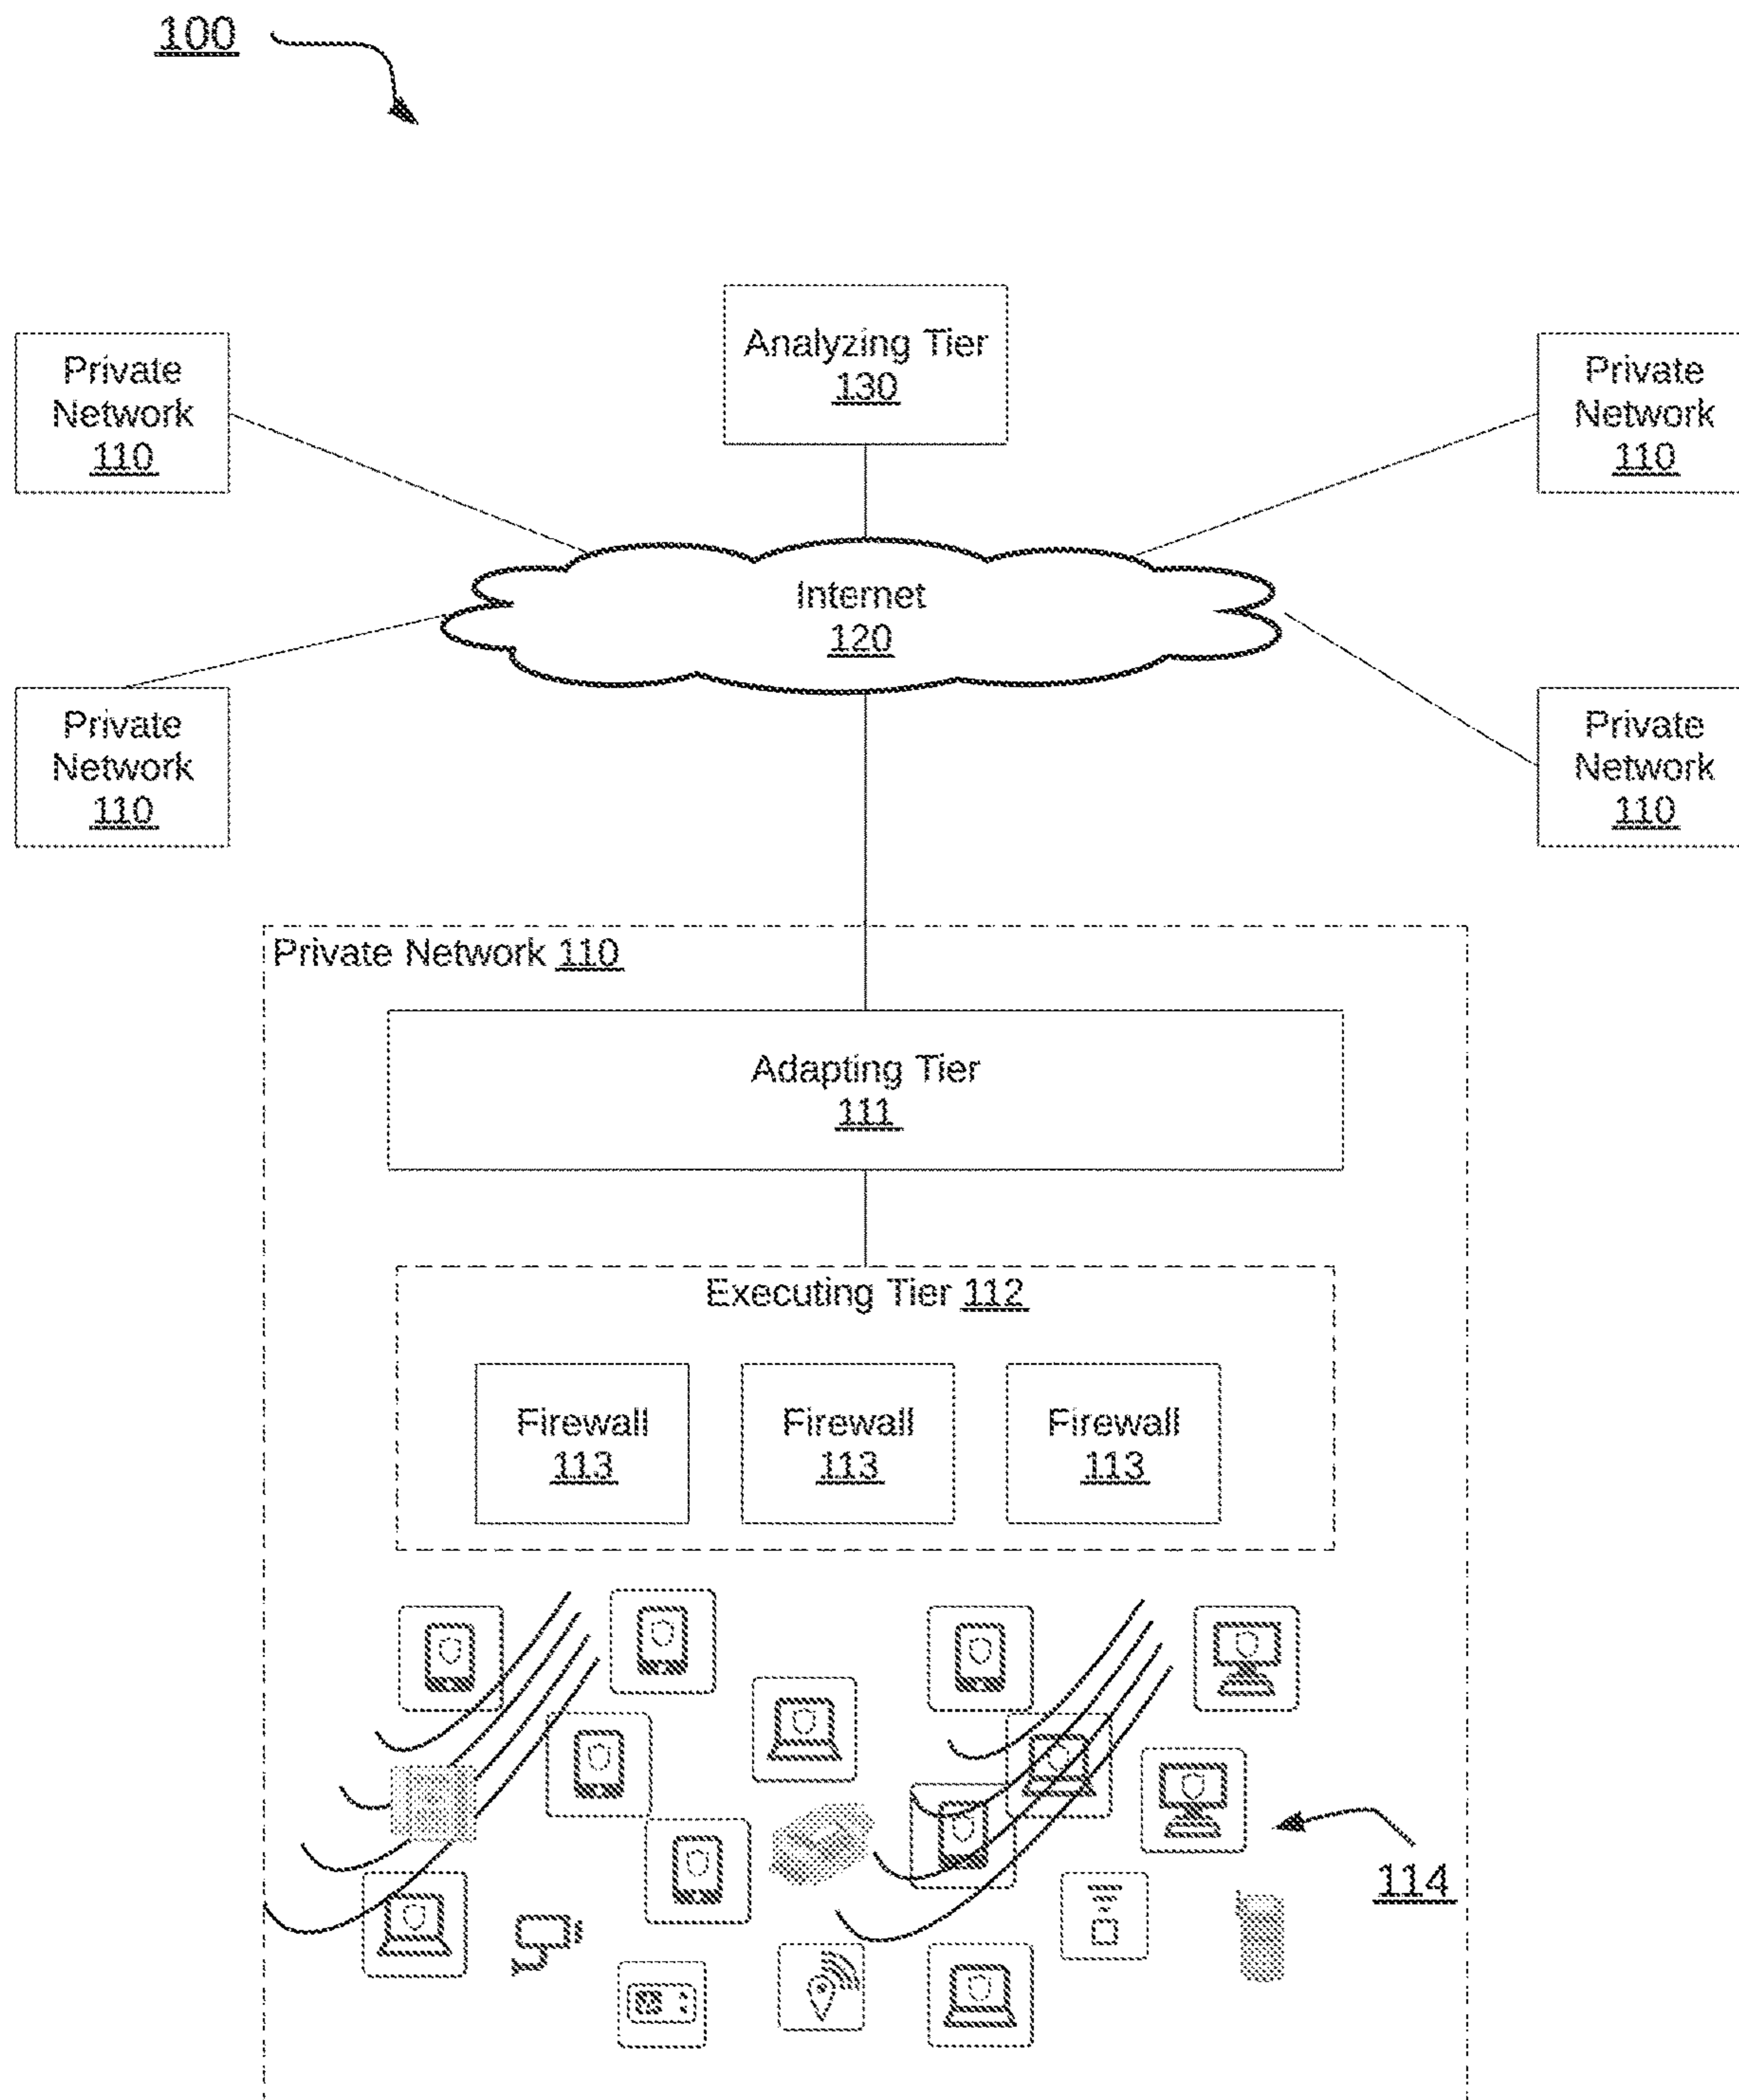 100
Analyzing Tier
130
Private
Network
110
Private
Network
110
Internet
120
Private
Network
110
Private
Network
110
Private Network 110
Adapting Tier
111
Executing Tier 112
Firewall
113
Firewall
113
Firewall
113
114